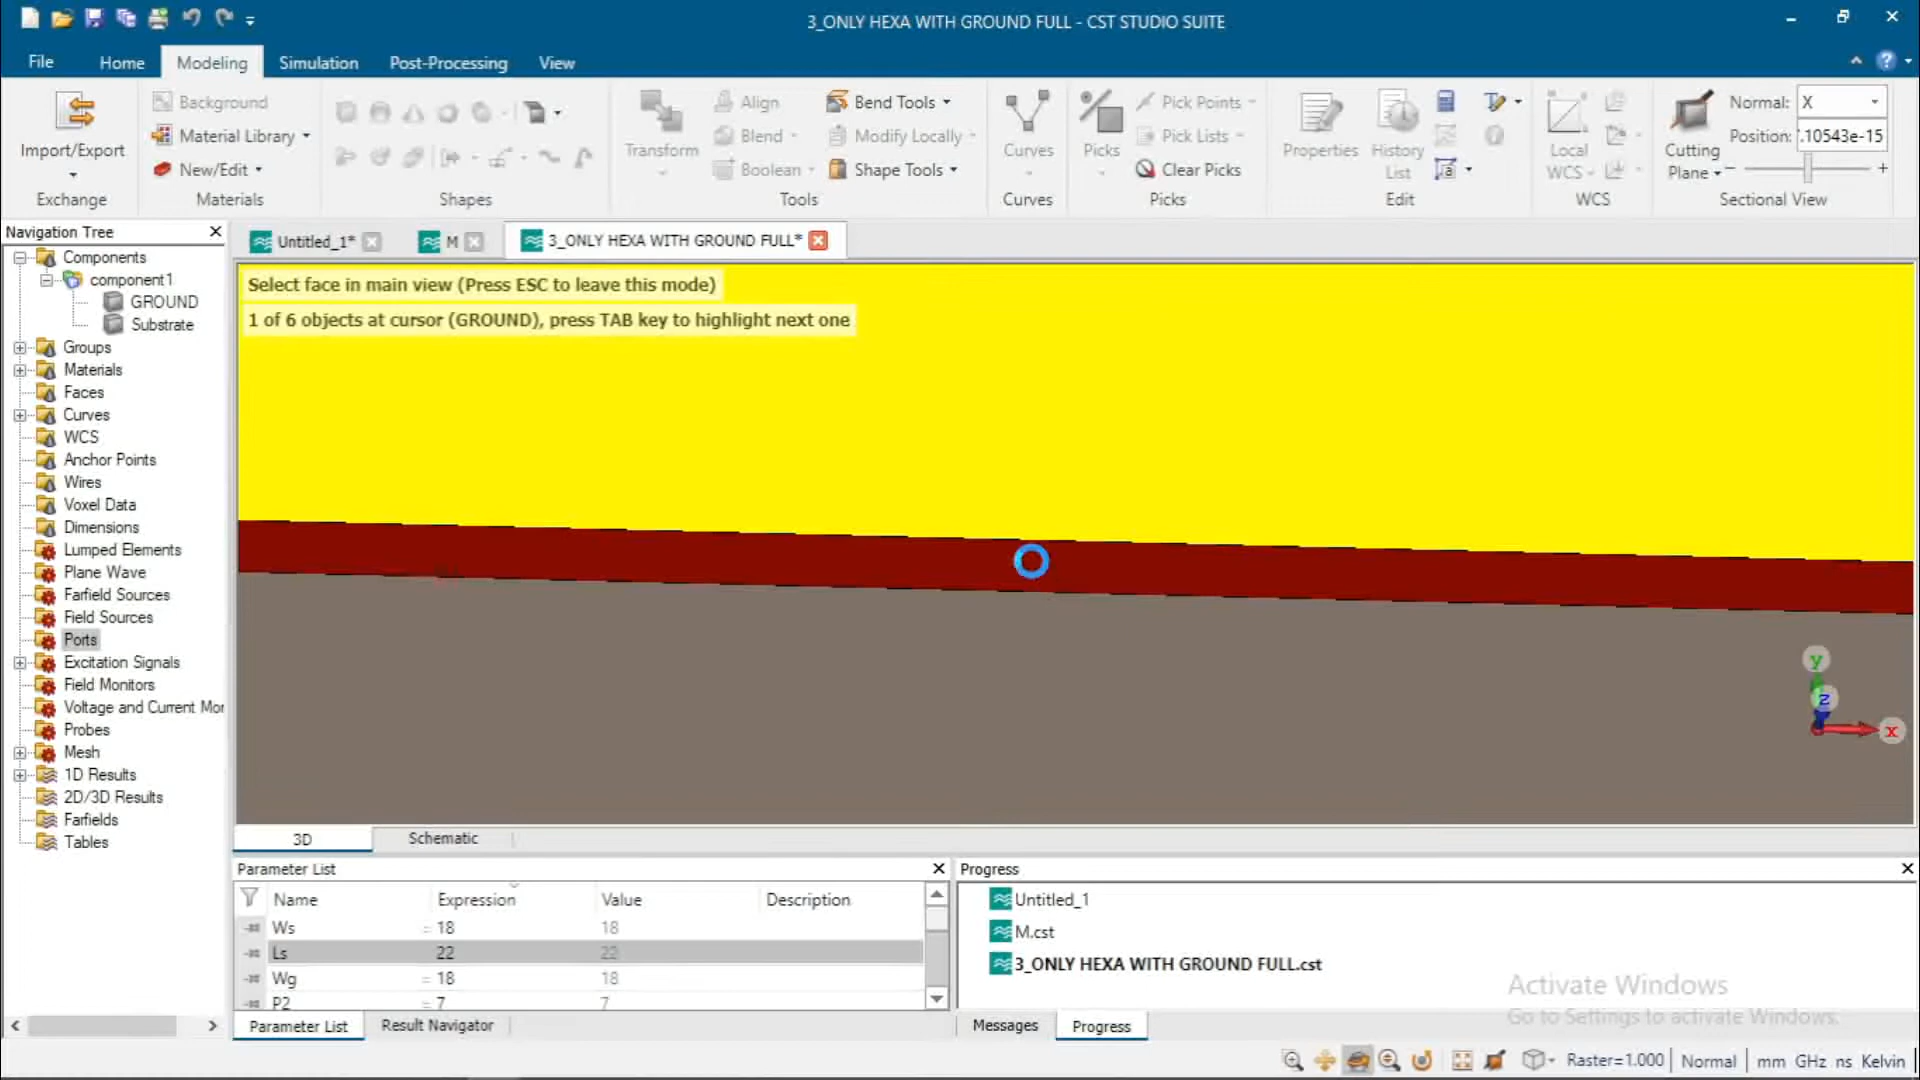 3_ONLY HEXA WITH GROUND FULL - CST STUDIO SUITE
File Home Modeling Simulation Post-Processing View
Import/Export
Exchange
Background
Material Library
New/Edit
Materials
Shapes
Transform
Align
Blend
Boolean
Bend Tools
Modify Locally
Shape Tools
Tools
Curves
Curves
Picks
Pick Points
Pick Lists
Clear Picks
Picks
Properties
History List
Edit
Local WCS
WCS
Cutting Plane
Normal: X
Position: .10543e-15
Sectional View
Navigation Tree
Untitled_1*
M
3_ONLY HEXA WITH GROUND FULL*
Components
component1
GROUND
Substrate
Groups
Materials
Faces
Curves
WCS
Anchor Points
Wires
Voxel Data
Dimensions
Lumped Elements
Plane Wave
Farfield Sources
Field Sources
Ports
Excitation Signals
Field Monitors
Voltage and Current Mor
Probes
Mesh
1D Results
2D/3D Results
Farfields
Tables
Select face in main view (Press ESC to leave this mode)
1 of 6 objects at cursor (GROUND), press TAB key to highlight next one
y
z
x
3D Schematic
Parameter List
Name Expression Value Description
Ws = 18 18
Ls 22 22
Wg = 18 18
P2 = 7 7
Parameter List Result Navigator
Progress
Untitled_1
M.cst
3_ONLY HEXA WITH GROUND FULL.cst
Messages Progress
Activate Windows
Go to Settings to activate Windows.
Raster=1.000 Normal mm GHz ns Kelvin